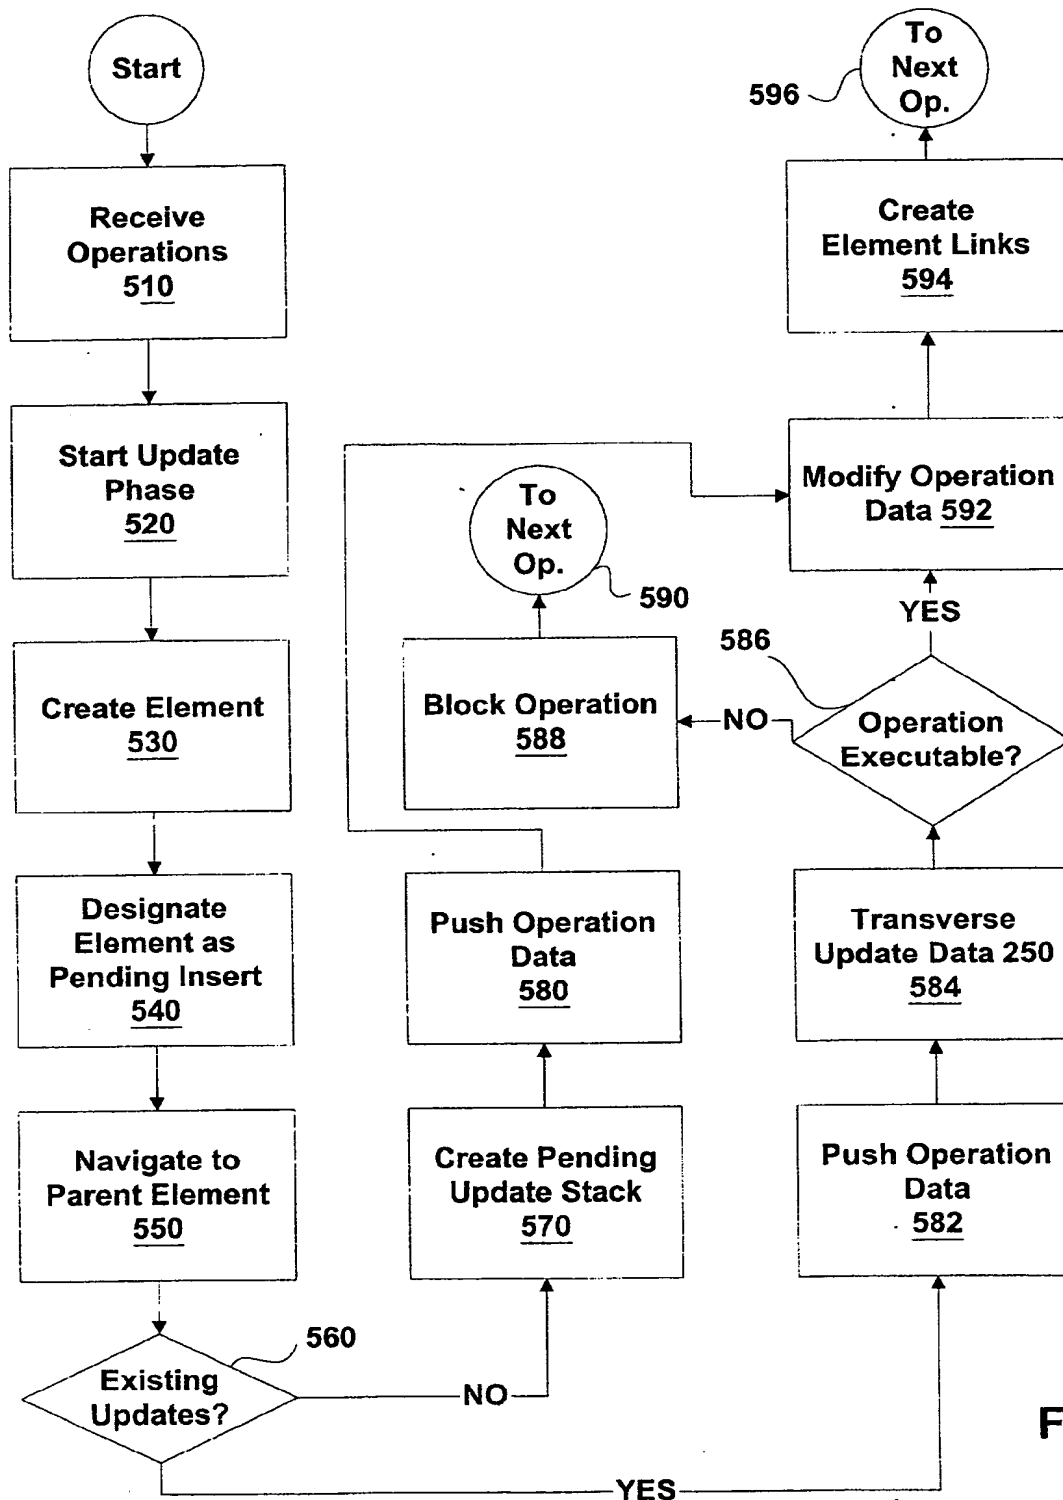 Start
Receive
Operations
510
Start Update
Phase
520
Create Element
530
Designate
Element as
Pending Insert
540
Navigate to
Parent Element
550
560
Existing
Updates?
NO
YES
Create Pending
Update Stack
570
Push Operation
Data
580
Push Operation
Data
582
Transverse
Update Data 250
584
586
Operation
Executable?
NO
Block Operation
588
To
Next
Op.
590
YES
Modify Operation
Data 592
Create
Element Links
594
To
Next
Op.
596
F